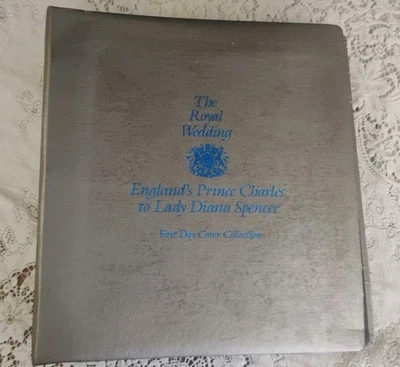 The
Royal
Wedding
England's Prince Charles
to Lady Diana Spencer
First Day Cover Collection